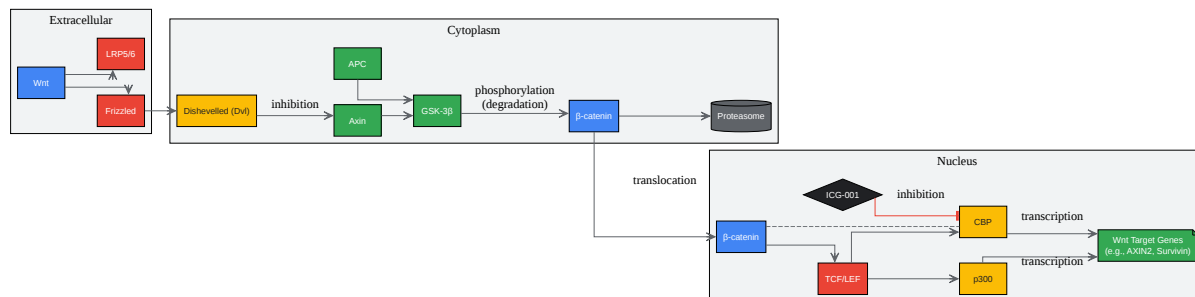 Extracellular
LRP5/6
Wnt
Frizzled
Cytoplasm
APC
Dishevelled (Dvl)
inhibition
Axin
GSK-3β
phosphorylation
(degradation)
β-catenin
Proteasome
translocation
Nucleus
ICG-001
inhibition
CBP
transcription
β-catenin
Wnt Target Genes
(e.g., AXIN2, Survivin)
TCF/LEF
p300
transcription